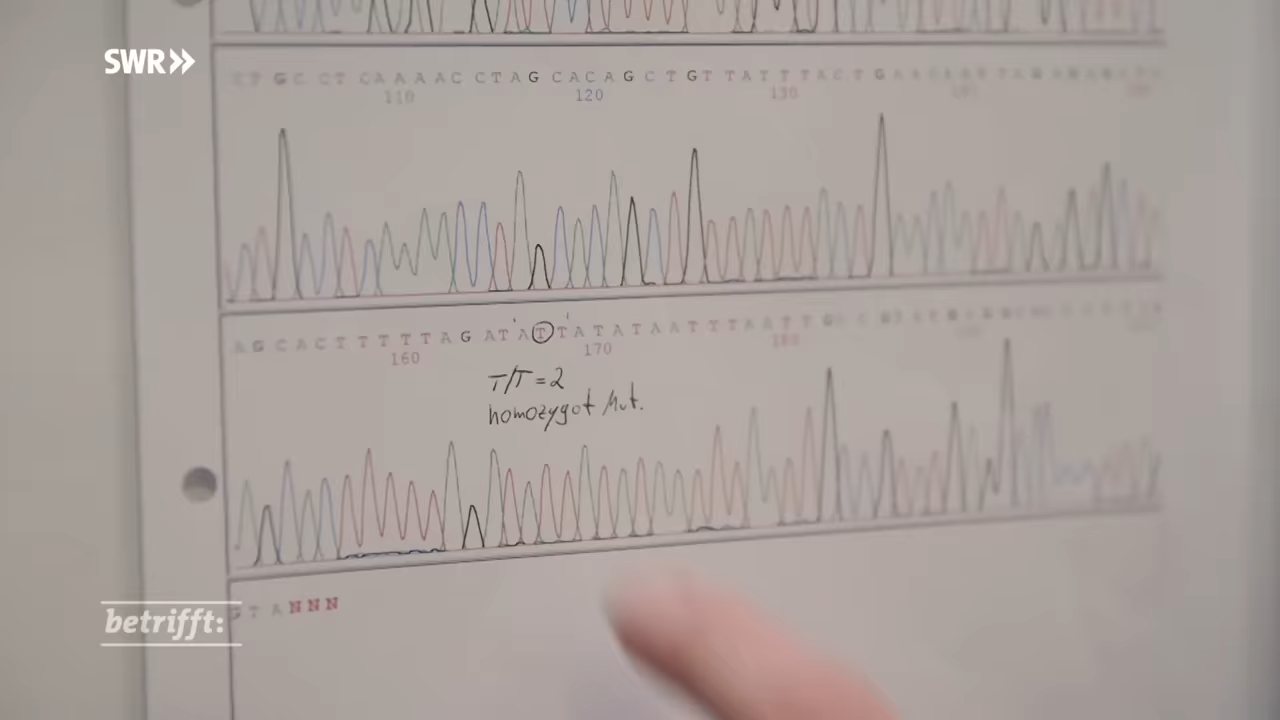 SWR»
C T G C C T C A A A A C C T A G C A C A G C T G T T A T T T A C T G
110 120 130
A G C A C T T T T T A G A T A T T A T A T A A T T T A A T T G
160 170 180
T/T = 2
homozygot Mut.
betrifft:
G T A N N N